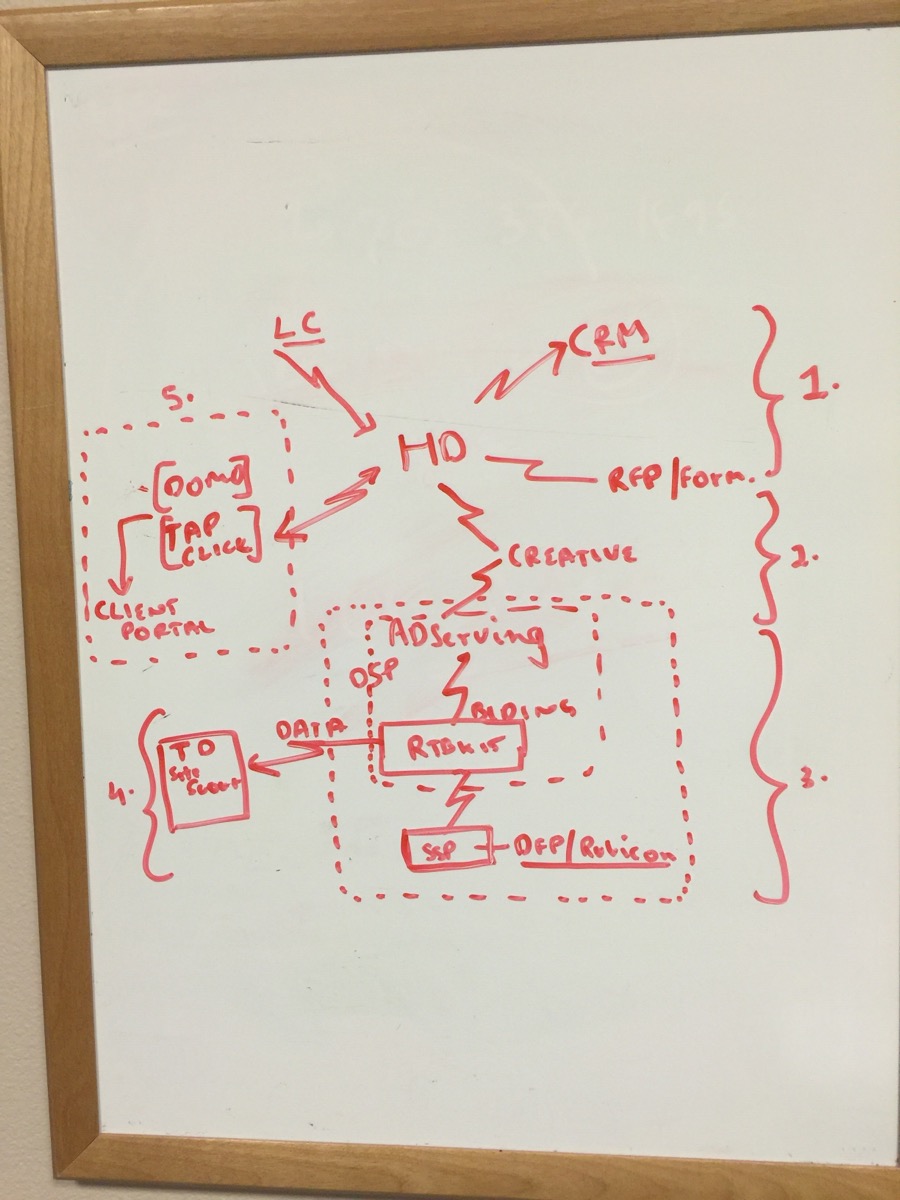 LC
CRM
1.
5.
HD
RFP/Form.
[DOMO]
[TAP
CLICK]
CREATIVE
2.
CLIENT
PORTAL
ADServing
DSP
BIDING
DATA
RTBKIT
TD
Site
Scout
4.
3.
SSP
DFP/Rubicon